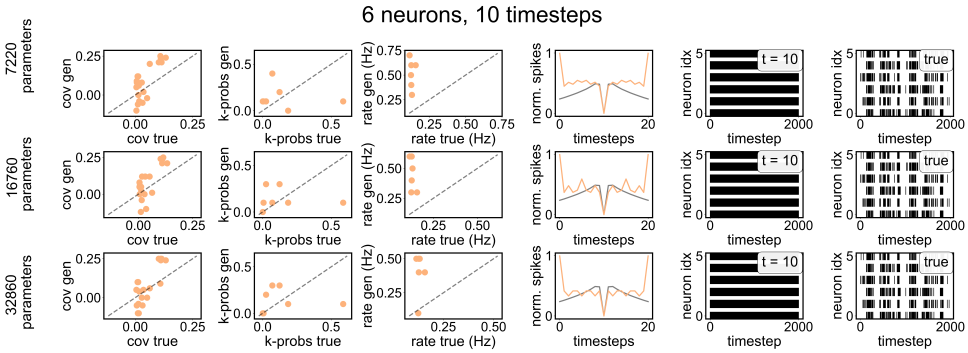 6 neurons, 10 timesteps
7220
parameters
cov gen
0.25
0.00
0.00
0.25
cov true
k-probs gen
0.5
0.0
0.0
0.5
k-probs true
rate gen (Hz)
0.75
0.50
0.25
0.25
0.50
0.75
rate true (Hz)
norm. spikes
1
0
0
20
timesteps
neuron idx
5
0
t = 10
0
2000
timestep
neuron idx
5
0
true
0
2000
timestep
16760
parameters
cov gen
0.25
0.00
0.00
0.25
cov true
k-probs gen
0.5
0.0
0.0
0.5
k-probs true
rate gen (Hz)
0.50
0.25
0.25
0.50
rate true (Hz)
norm. spikes
1
0
0
20
timesteps
neuron idx
5
0
t = 10
0
2000
timestep
neuron idx
5
0
true
0
2000
timestep
32860
parameters
cov gen
0.25
0.00
0.00
0.25
cov true
k-probs gen
0.5
0.0
0.0
0.5
k-probs true
rate gen (Hz)
0.50
0.25
0.25
0.50
rate true (Hz)
norm. spikes
1
0
0
20
timesteps
neuron idx
5
0
t = 10
0
2000
timestep
neuron idx
5
0
true
0
2000
timestep